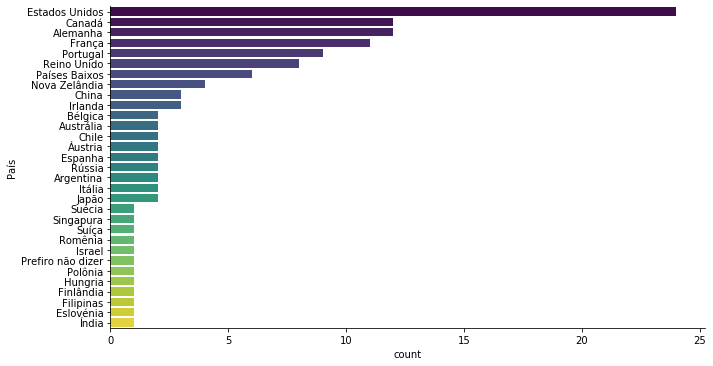 Estados Unidos
Canadá
Alemanha
França
Portugal
Reino Unido
Países Baixos
Nova Zelândia
China
Irlanda
Bélgica
Austrália
Chile
Áustria
Espanha
Rússia
Argentina
Itália
Japão
Suécia
Singapura
Suíça
Romênia
Israel
Prefiro não dizer
Polônia
Hungria
Finlândia
Filipinas
Eslovénia
Índia
País
0 5 10 15 20 25
count